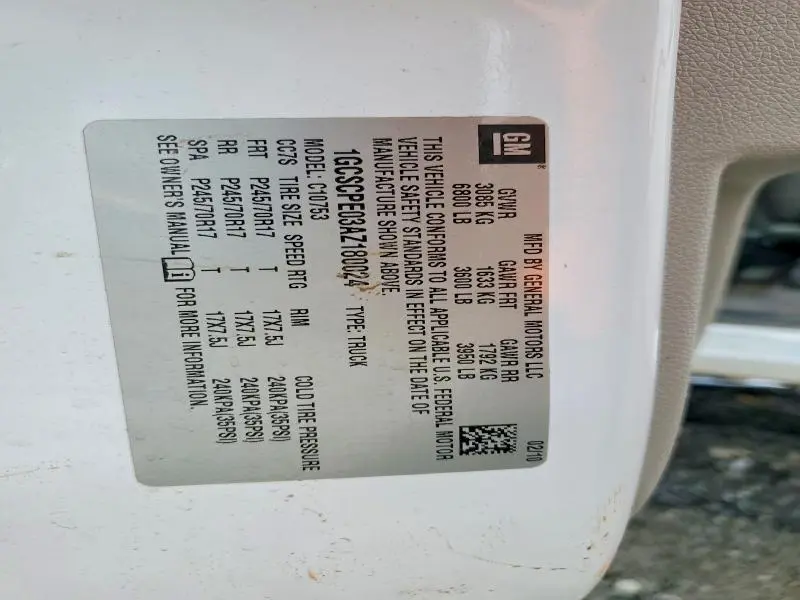 GM® MFD BY GENERAL MOTORS LLC 02/10
GVWR GAWR FRT GAWR RR
3085 KG 1633 KG 1792 KG
6800 LB 3600 LB 3950 LB
THIS VEHICLE CONFORMS TO ALL APPLICABLE U.S. FEDERAL MOTOR
VEHICLE SAFETY STANDARDS IN EFFECT ON THE DATE OF
MANUFACTURE SHOWN ABOVE.
1GCSCPE03AZ180024 TYPE: TRUCK
MODEL: C10753
CC7S TIRE SIZE SPEED RTG RIM COLD TIRE PRESSURE
FRT P245/70R17 T 17X7.5J 240KPA(35PSI)
RR P245/70R17 T 17X7.5J 240KPA(35PSI)
SPA P245/70R17 T 17X7.5J 240KPA(35PSI)
SEE OWNER'S MANUAL FOR MORE INFORMATION.